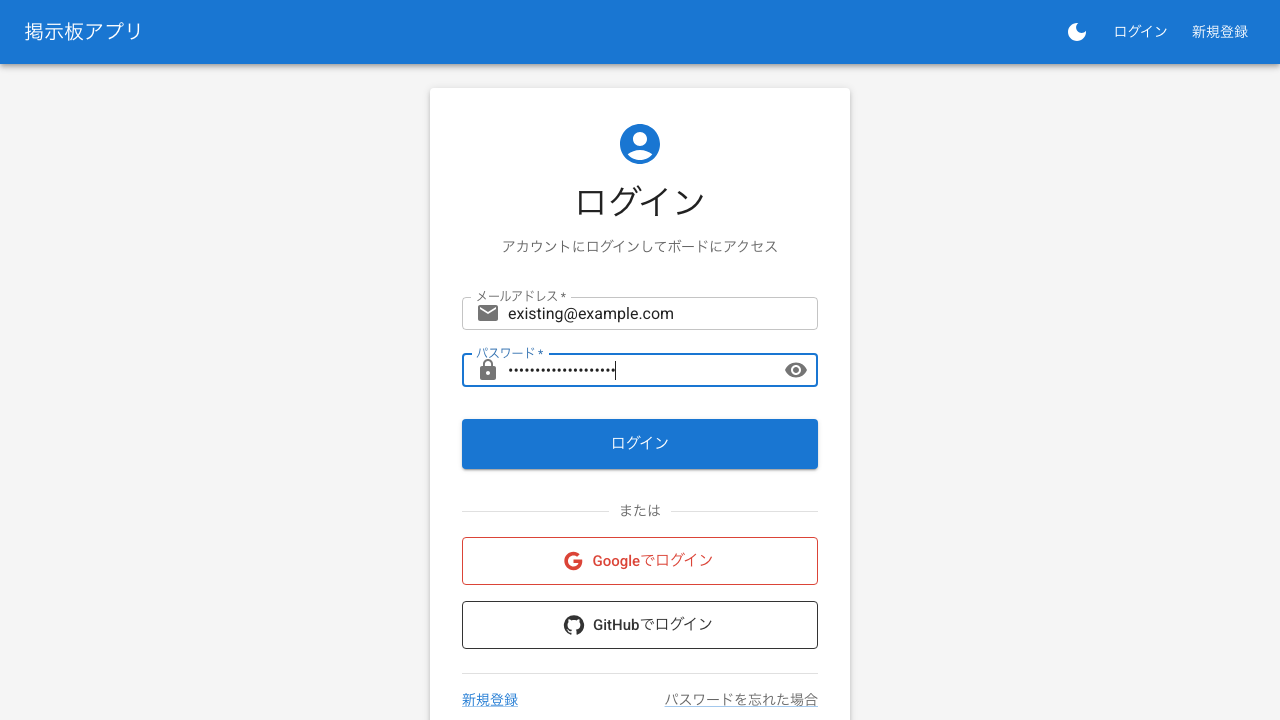 掲示板アプリ
ログイン
新規登録
ログイン
アカウントにログインしてボードにアクセス
メールアドレス *
existing@example.com
パスワード *
••••••••••••••••••••
ログイン
または
Googleでログイン
GitHubでログイン
新規登録
パスワードを忘れた場合